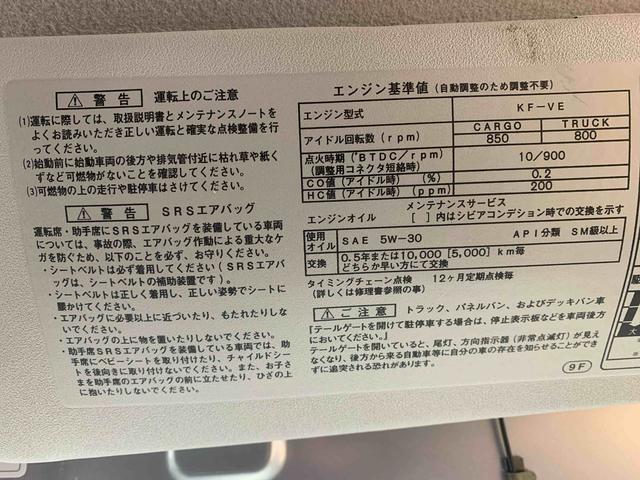 ⚠ 警告 運転上のご注意
(1)運転に際しては、取扱説明書とメンテナンスノートを
よくお読みいただき正しい運転と確実な点検整備を行
ってください。
(2)始動前に始動車両の後方や排気管付近に枯れ草や紙く
ずなど可燃物がないことを確認してください。
(3)可燃物の上の走行や駐停車はさけてください。
⚠ 警告 SRSエアバッグ
運転席・助手席にSRSエアバッグを装備している車両
については、事故の際、エアバッグ作動による重大なケ
ガを防ぐため、以下のことを必ず、お守りください。
・シートベルトは必ず着用してください(SRSエアバ
ッグは、シートベルトの補助装置です)。
・シートベルトは正しく着用し、正しい姿勢でシートに
腰かけてください。
・エアバッグに必要以上に近づいたり、もたれたりしな
いでください。
・エアバッグの上に物を置いたりしないでください。
・助手席SRSエアバッグを装備している車両では、助
手席にベビーシートを取り付けたり、チャイルドシート
を後向きに取り付けないでください。また、お子さ
まを助手席のエアバッグの前に立たせたり、ひざの上
に抱いたりしないでください。
エンジン基準値(自動調整のため調整不要)
エンジン型式 KF-VE
CARGO TRUCK
アイドル回転数(rpm) 850 800
点火時期(°BTDC/rpm)
(調整用コネクタ短絡時) 10/900
CO値(アイドル時)(%) 0.2
HC値(アイドル時)(ppm) 200
メンテナンスサービス
エンジンオイル [ ]内はシビアコンデション時での交換を示す
使用オイル SAE 5W-30 API分類 SM級以上
交換 0.5年または10,000[5,000]km毎
どちらか早い方にて交換
タイミングチェーン点検 12ヶ月定期点検毎
(詳しくは修理書参照の事)
⚠ ご注意 トラック、パネルバン、およびデッキバン車
『テールゲートを開けて駐停車する場合は、停止表示板などを車両後方
においてください。』
テールゲートを開いていると、尾灯、方向指示器(非常点滅灯)が見え
なくなり、後方から来る自動車等に自分の車の存在を知らせることができ
ずに追突される恐れがあります。
9F